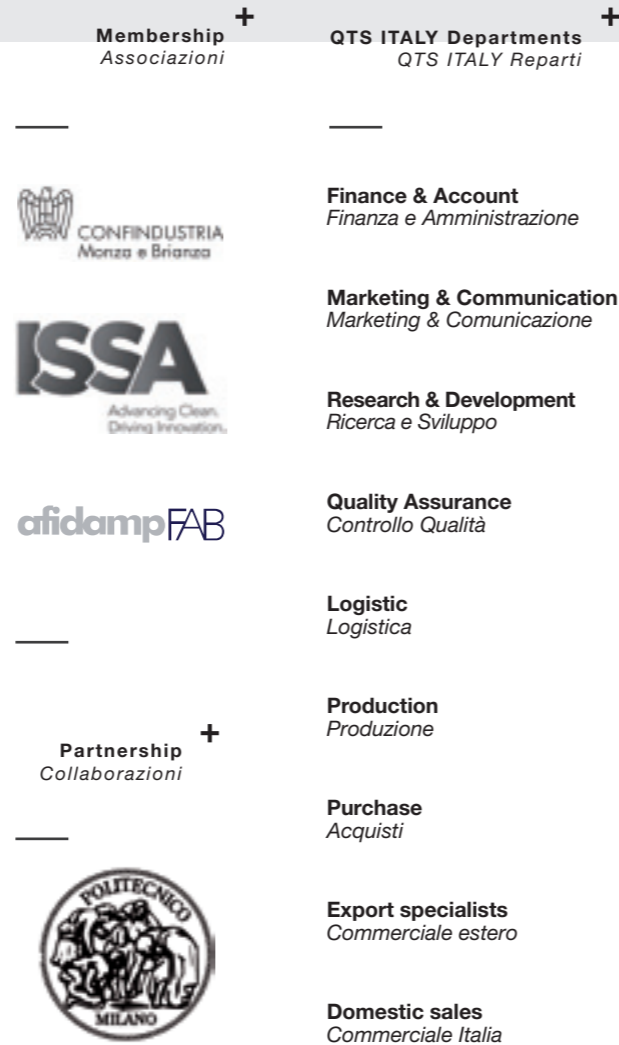 Membership +
Associazioni
CONFINDUSTRIA
Monza e Brianza
ISSA
Advancing Clean.
Driving Innovation.
afidampFAB
Partnership +
Collaborazioni
POLITECNICO
MILANO
QTS ITALY Departments +
QTS ITALY Reparti
Finance & Account
Finanza e Amministrazione
Marketing & Communication
Marketing & Comunicazione
Research & Development
Ricerca e Sviluppo
Quality Assurance
Controllo Qualità
Logistic
Logistica
Production
Produzione
Purchase
Acquisti
Export specialists
Commerciale estero
Domestic sales
Commerciale Italia